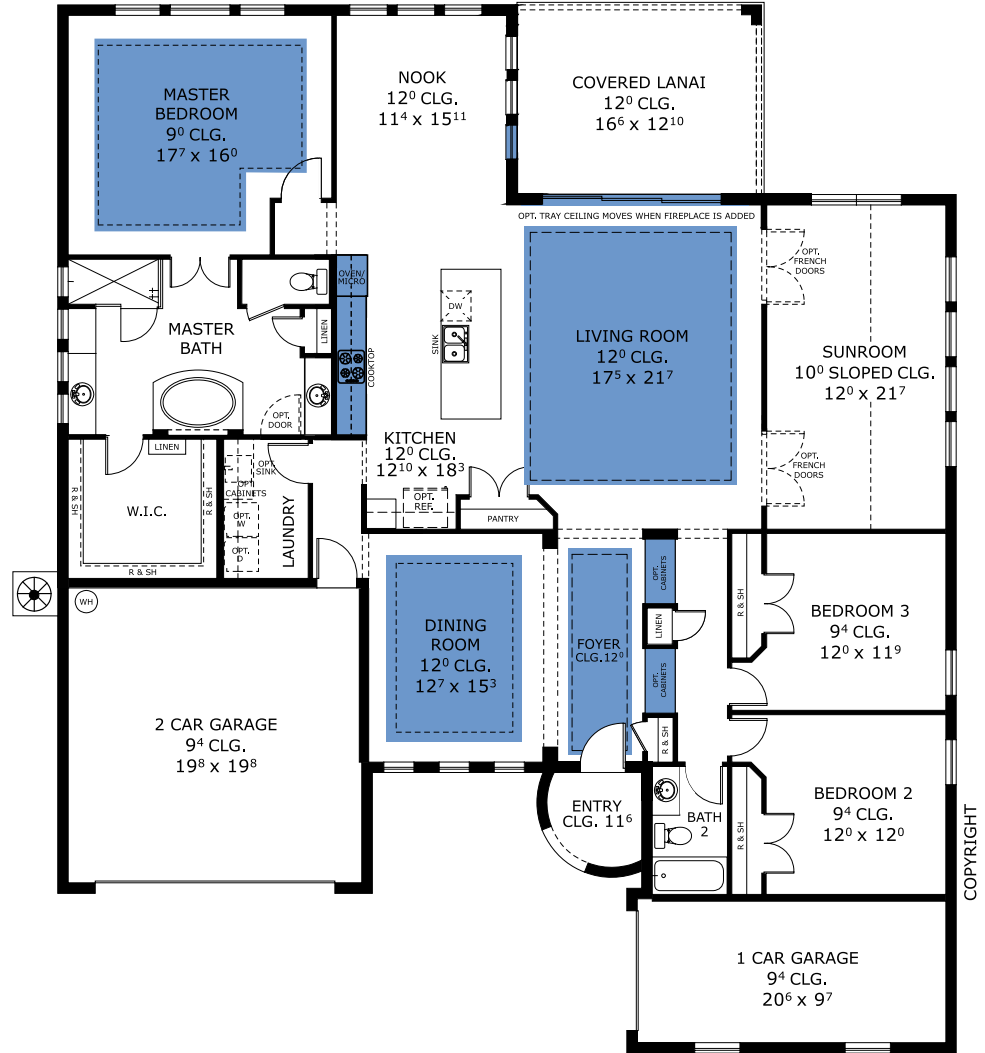 MASTER
BEDROOM
9⁰ CLG.
17⁷ x 16⁰
NOOK
12⁰ CLG.
11⁴ x 15¹¹
COVERED LANAI
12⁰ CLG.
16⁶ x 12¹⁰
OPT. TRAY CEILING MOVES WHEN FIREPLACE IS ADDED
OPT.
FRENCH
DOORS
OVEN/
MICRO
DW
SINK
COOKTOP
LINEN
MASTER
BATH
OPT.
DOOR
LIVING ROOM
12⁰ CLG.
17⁵ x 21⁷
SUNROOM
10⁰ SLOPED CLG.
12⁰ x 21⁷
KITCHEN
12⁰ CLG.
12¹⁰ x 18³
OPT.
FRENCH
DOORS
LINEN
OPT.
SINK
OPT
CABINETS
OPT.
W
OPT.
D
LAUNDRY
R & SH
W.I.C.
R & SH
R & SH
OPT.
REF.
PANTRY
WH
DINING
ROOM
12⁰ CLG.
12⁷ x 15³
FOYER
CLG.12⁰
OPT.
CABINETS
LINEN
OPT.
CABINETS
R & SH
R & SH
BEDROOM 3
9⁴ CLG.
12⁰ x 11⁹
2 CAR GARAGE
9⁴ CLG.
19⁸ x 19⁸
ENTRY
CLG. 11⁶
BATH
2
R & SH
BEDROOM 2
9⁴ CLG.
12⁰ x 12⁰
COPYRIGHT
1 CAR GARAGE
9⁴ CLG.
20⁶ x 9⁷